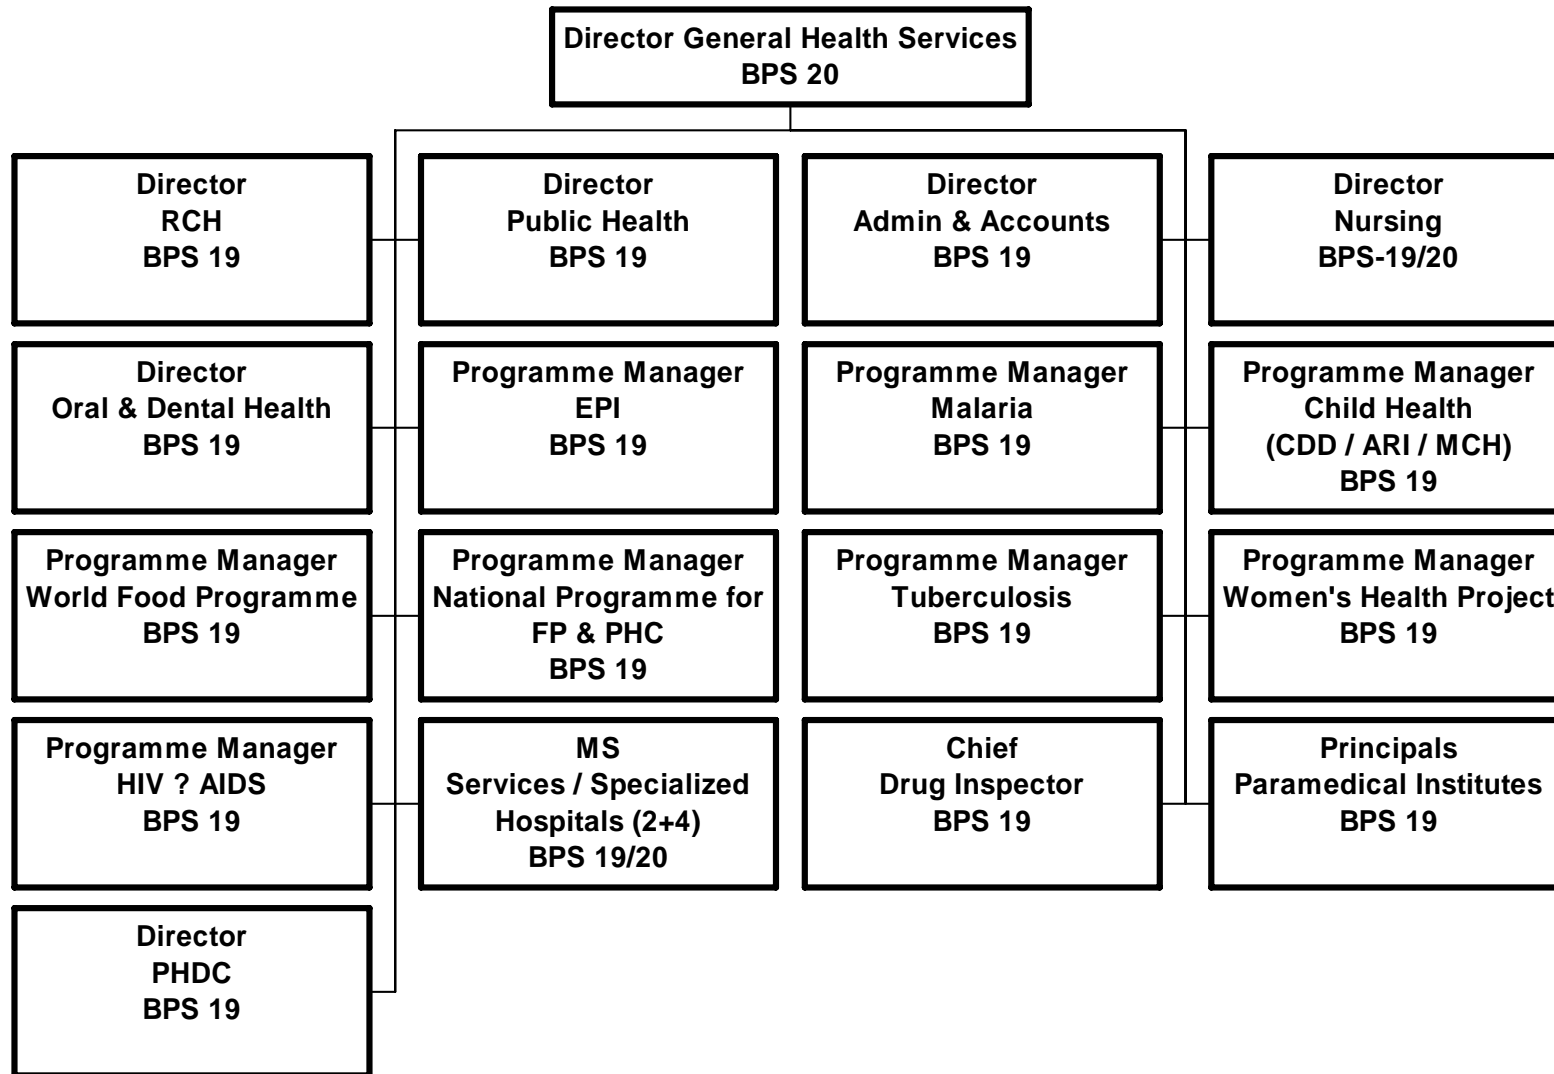 Director General Health Services
BPS 20
Director
RCH
BPS 19
Director
Public Health
BPS 19
Director
Admin & Accounts
BPS 19
Director
Nursing
BPS-19/20
Director
Oral & Dental Health
BPS 19
Programme Manager
EPI
BPS 19
Programme Manager
Malaria
BPS 19
Programme Manager
Child Health
(CDD / ARI / MCH)
BPS 19
Programme Manager
World Food Programme
BPS 19
Programme Manager
National Programme for
FP & PHC
BPS 19
Programme Manager
Tuberculosis
BPS 19
Programme Manager
Women's Health Project
BPS 19
Programme Manager
HIV ? AIDS
BPS 19
MS
Services / Specialized
Hospitals (2+4)
BPS 19/20
Chief
Drug Inspector
BPS 19
Principals
Paramedical Institutes
BPS 19
Director
PHDC
BPS 19